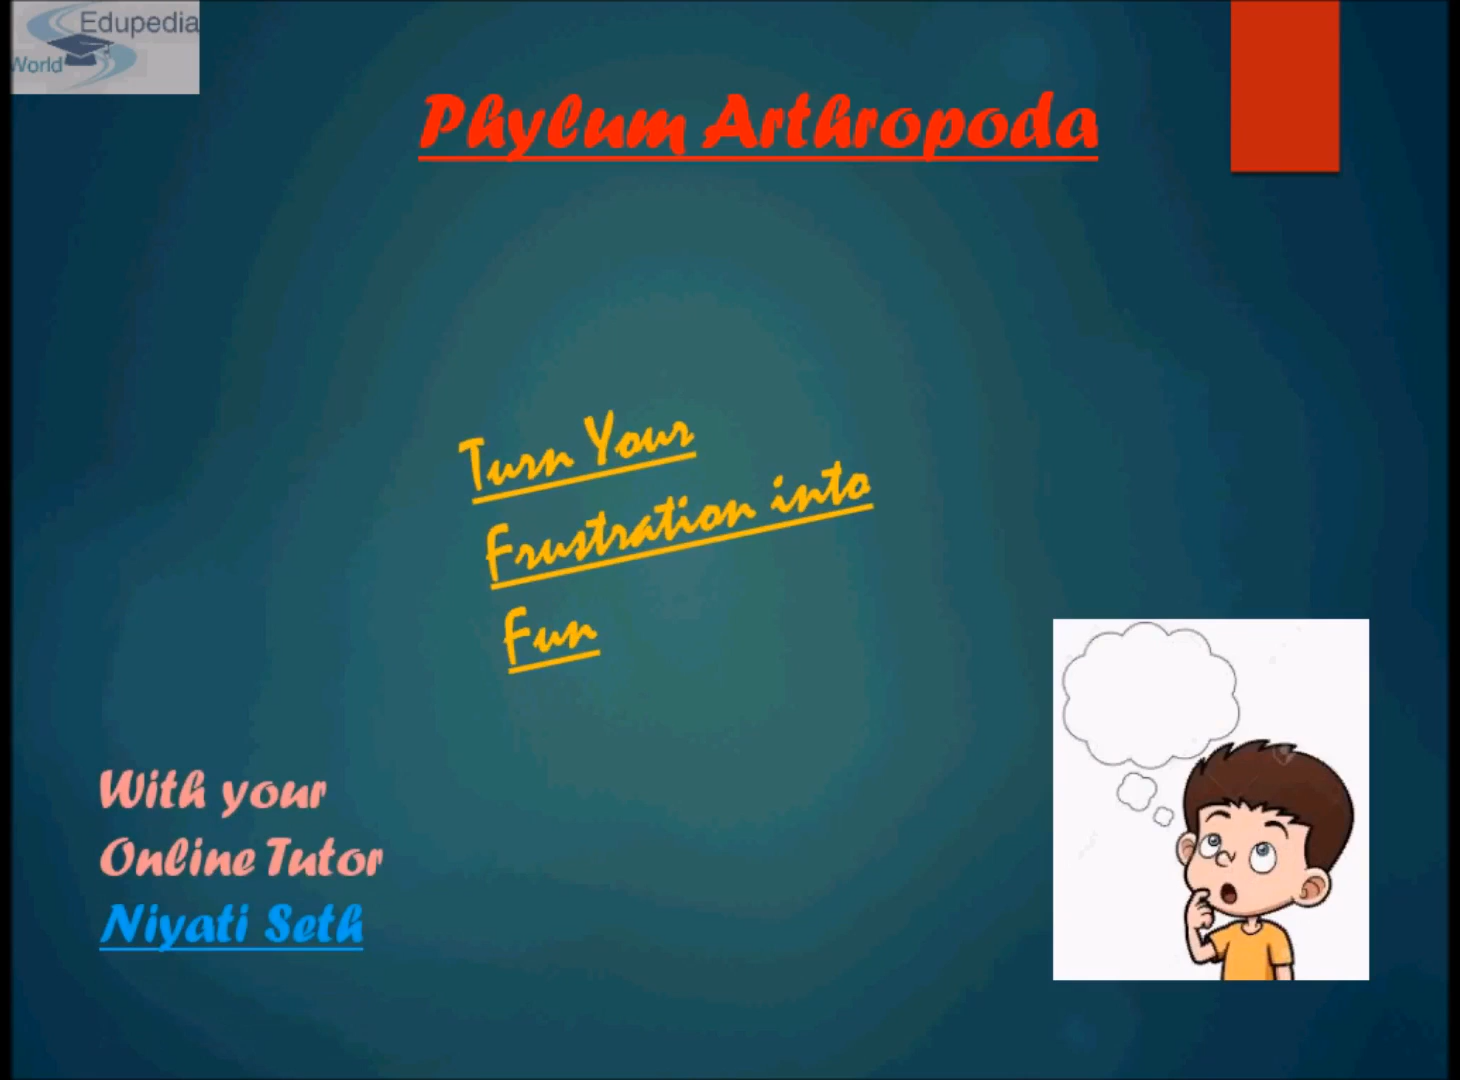 Edupedia
World
Phylum Arthropoda
Turn Your
Frustration into
Fun
With your
Online Tutor
Niyati Seth